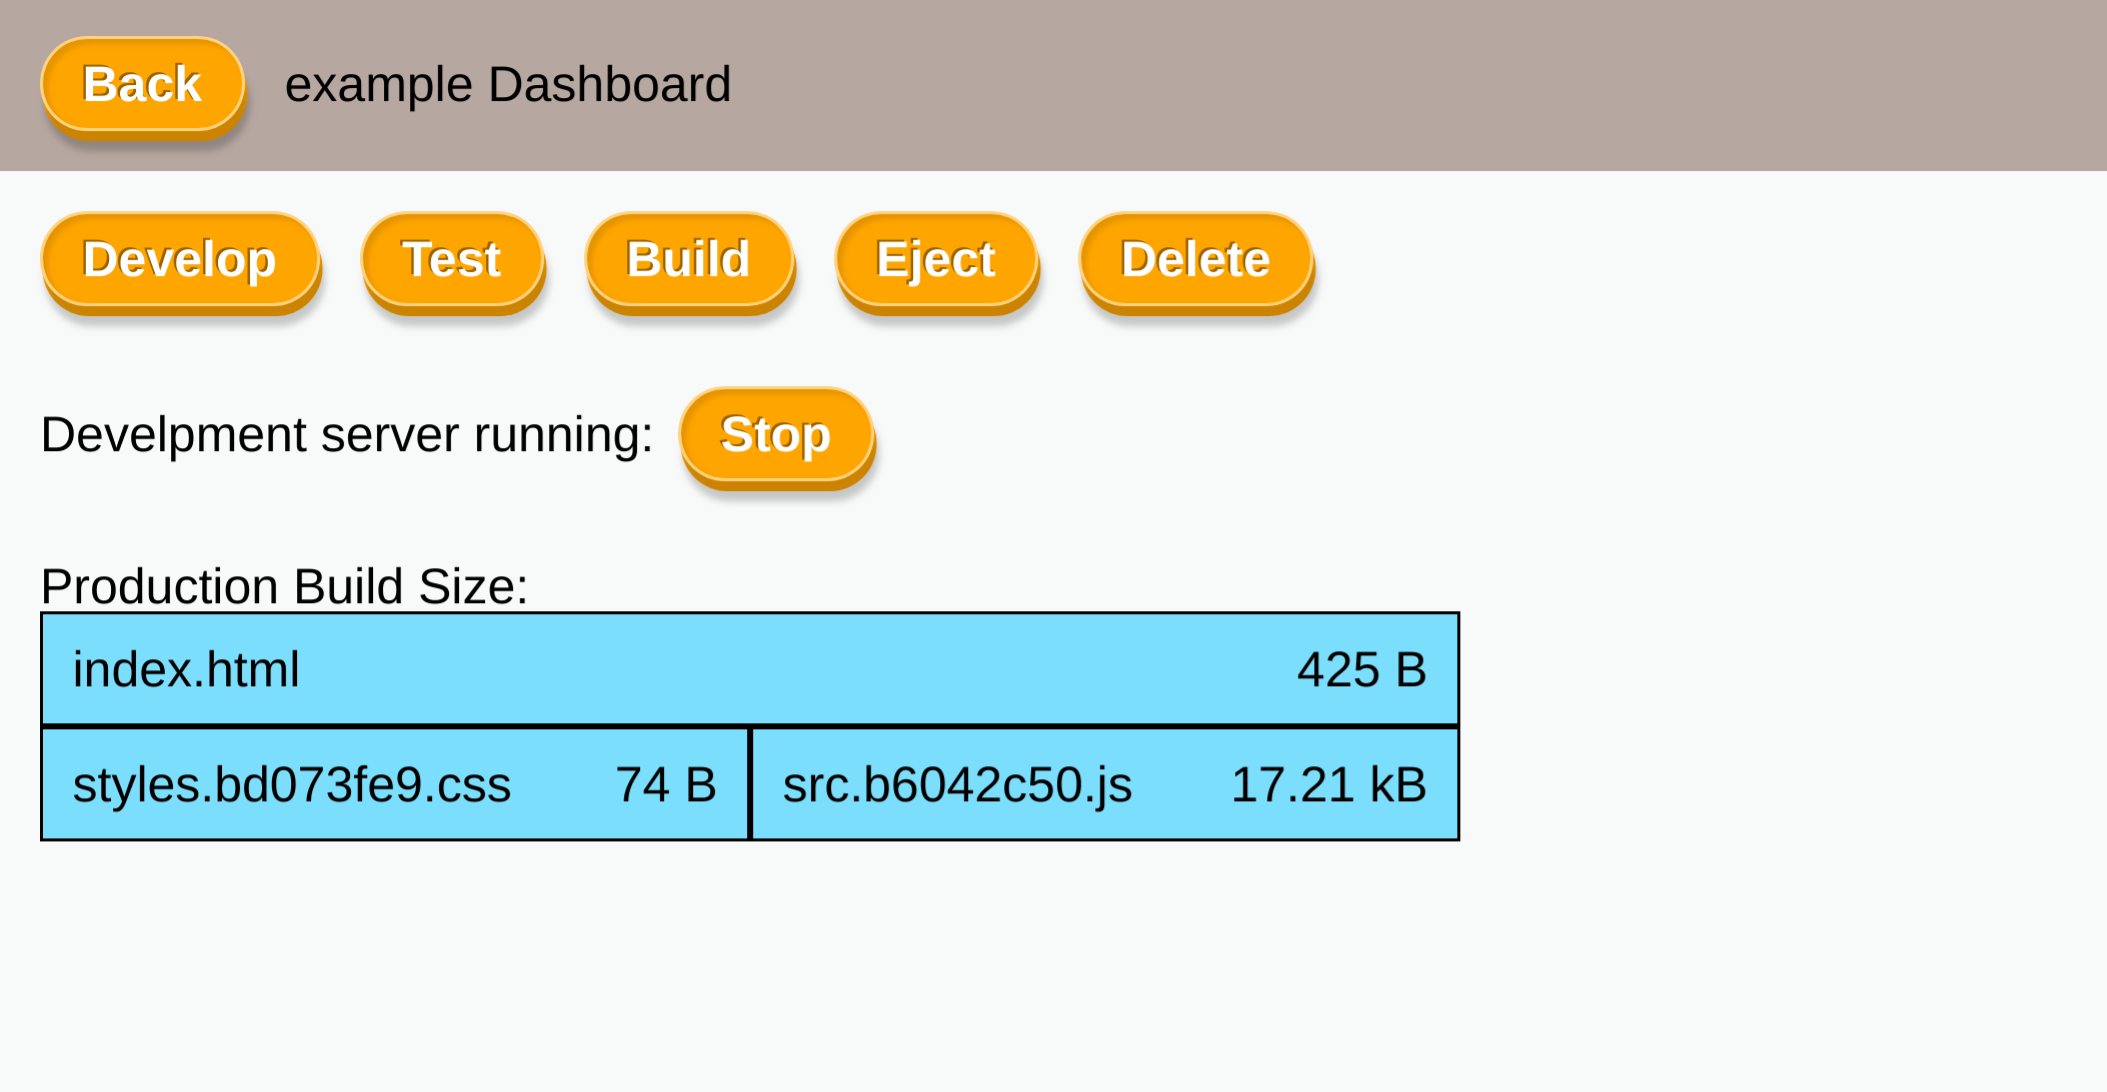 Back example Dashboard
Develop Test Build Eject Delete
Develpment server running: Stop
Production Build Size:
index.html 425 B
styles.bd073fe9.css 74 B src.b6042c50.js 17.21 kB